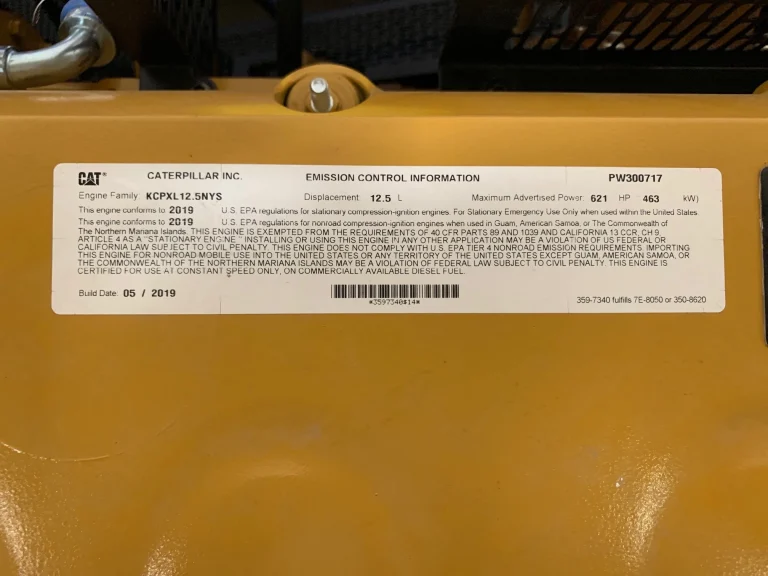 CAT® CATERPILLAR INC. EMISSION CONTROL INFORMATION PW300717
Engine Family: KCPXL12.5NYS Displacement: 12.5 L Maximum Advertised Power: 621 HP 463 kW)
This engine conforms to 2019 U.S. EPA regulations for stationary compression-ignition engines. For Stationary Emergency Use Only when used within the United States.
This engine conforms to 2019 U.S. EPA regulations for nonroad compression-ignition engines when used in Guam, American Samoa, or The Commonwealth of
The Northern Mariana Islands. THIS ENGINE IS EXEMPTED FROM THE REQUIREMENTS OF 40 CFR PARTS 89 AND 1039 AND CALIFORNIA 13 CCR, CH.9
ARTICLE 4 AS A "STATIONARY ENGINE" INSTALLING OR USING THIS ENGINE IN ANY OTHER APPLICATION MAY BE A VIOLATION OF US FEDERAL OR
CALIFORNIA LAW SUBJECT TO CIVIL PENALTY. THIS ENGINE DOES NOT COMPLY WITH U.S. EPA TIER 4 NONROAD EMISSION REQUIREMENTS. IMPORTING
THIS ENGINE FOR NONROAD MOBILE USE INTO THE UNITED STATES OR ANY TERRITORY OF THE UNITED STATES EXCEPT GUAM, AMERICAN SAMOA, OR
THE COMMONWEALTH OF THE NORTHERN MARIANA ISLANDS MAY BE A VIOLATION OF FEDERAL LAW SUBJECT TO CIVIL PENALTY. THIS ENGINE IS
CERTIFIED FOR USE AT CONSTANT SPEED ONLY, ON COMMERCIALLY AVAILABLE DIESEL FUEL.
Build Date: 05 / 2019 359-7340 fulfills 7E-8050 or 350-8620
*3597340#14*